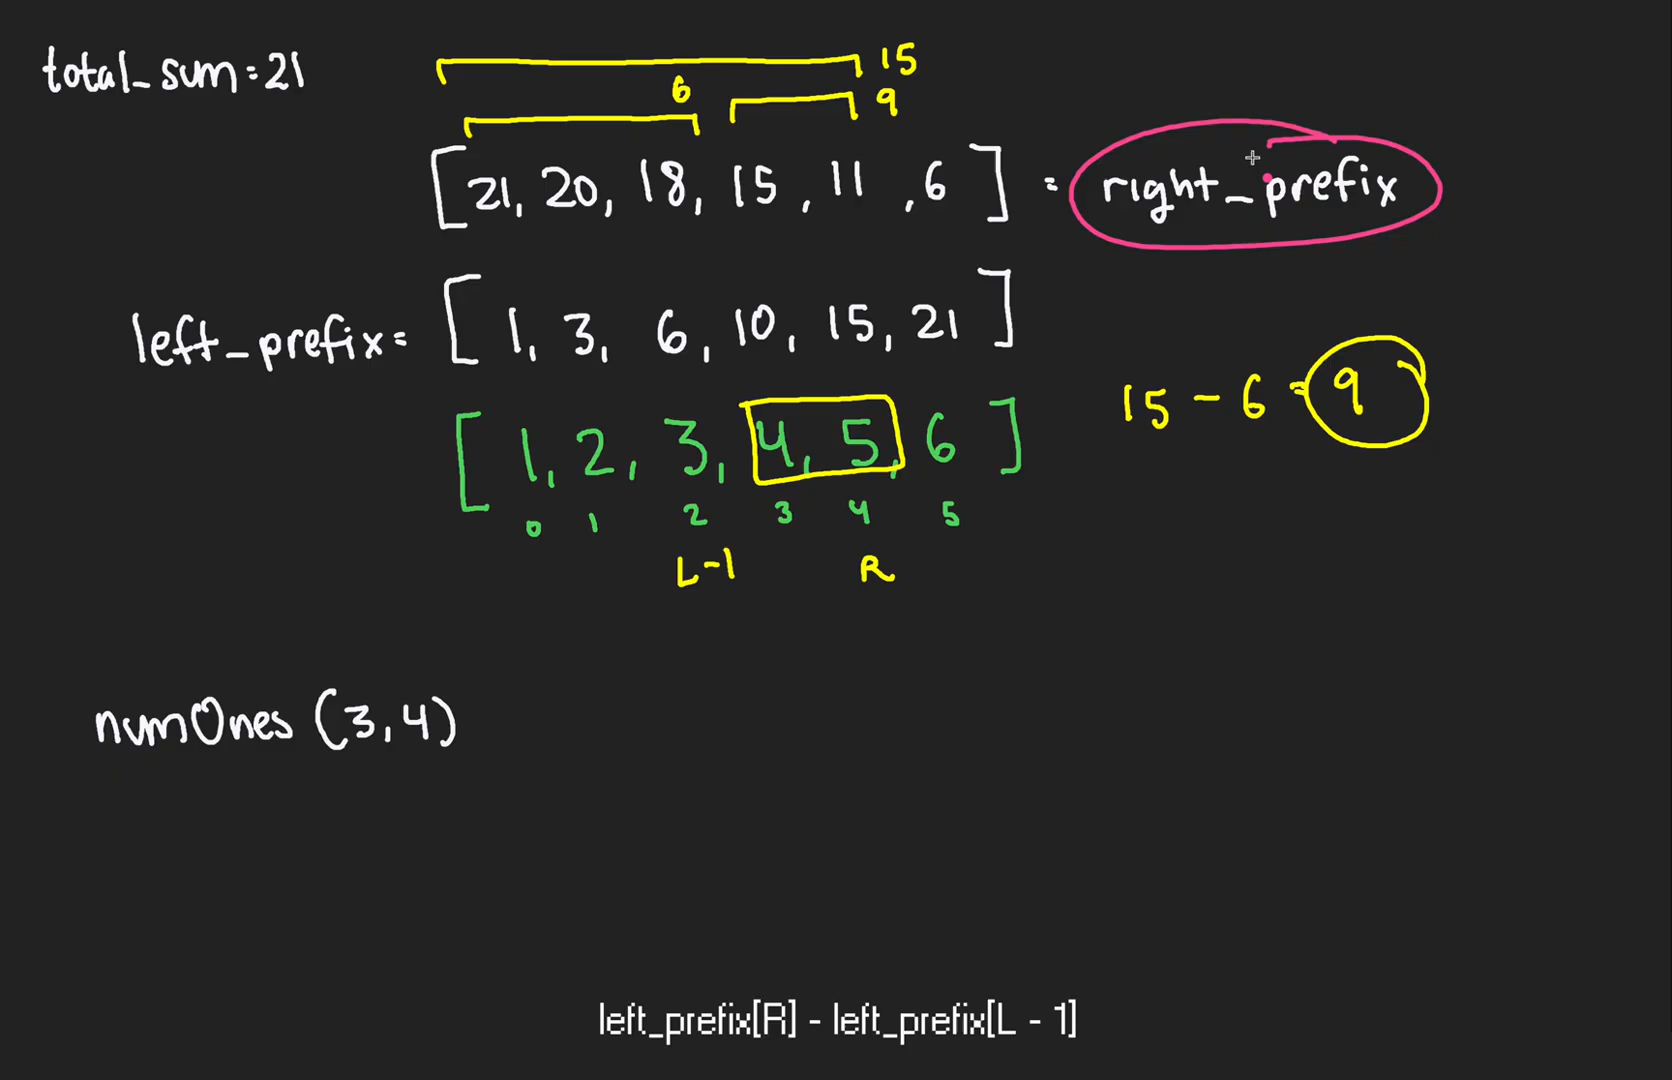 total_sum=21
15
6
9
[21, 20, 18, 15, 11, 6] = right_prefix
left_prefix= [1, 3, 6, 10, 15, 21]
15 - 6 = 9
[1, 2, 3, 4, 5, 6]
0 1 2 3 4 5
L-1 R
numOnes (3,4)
left_prefix[R] - left_prefix[L - 1]